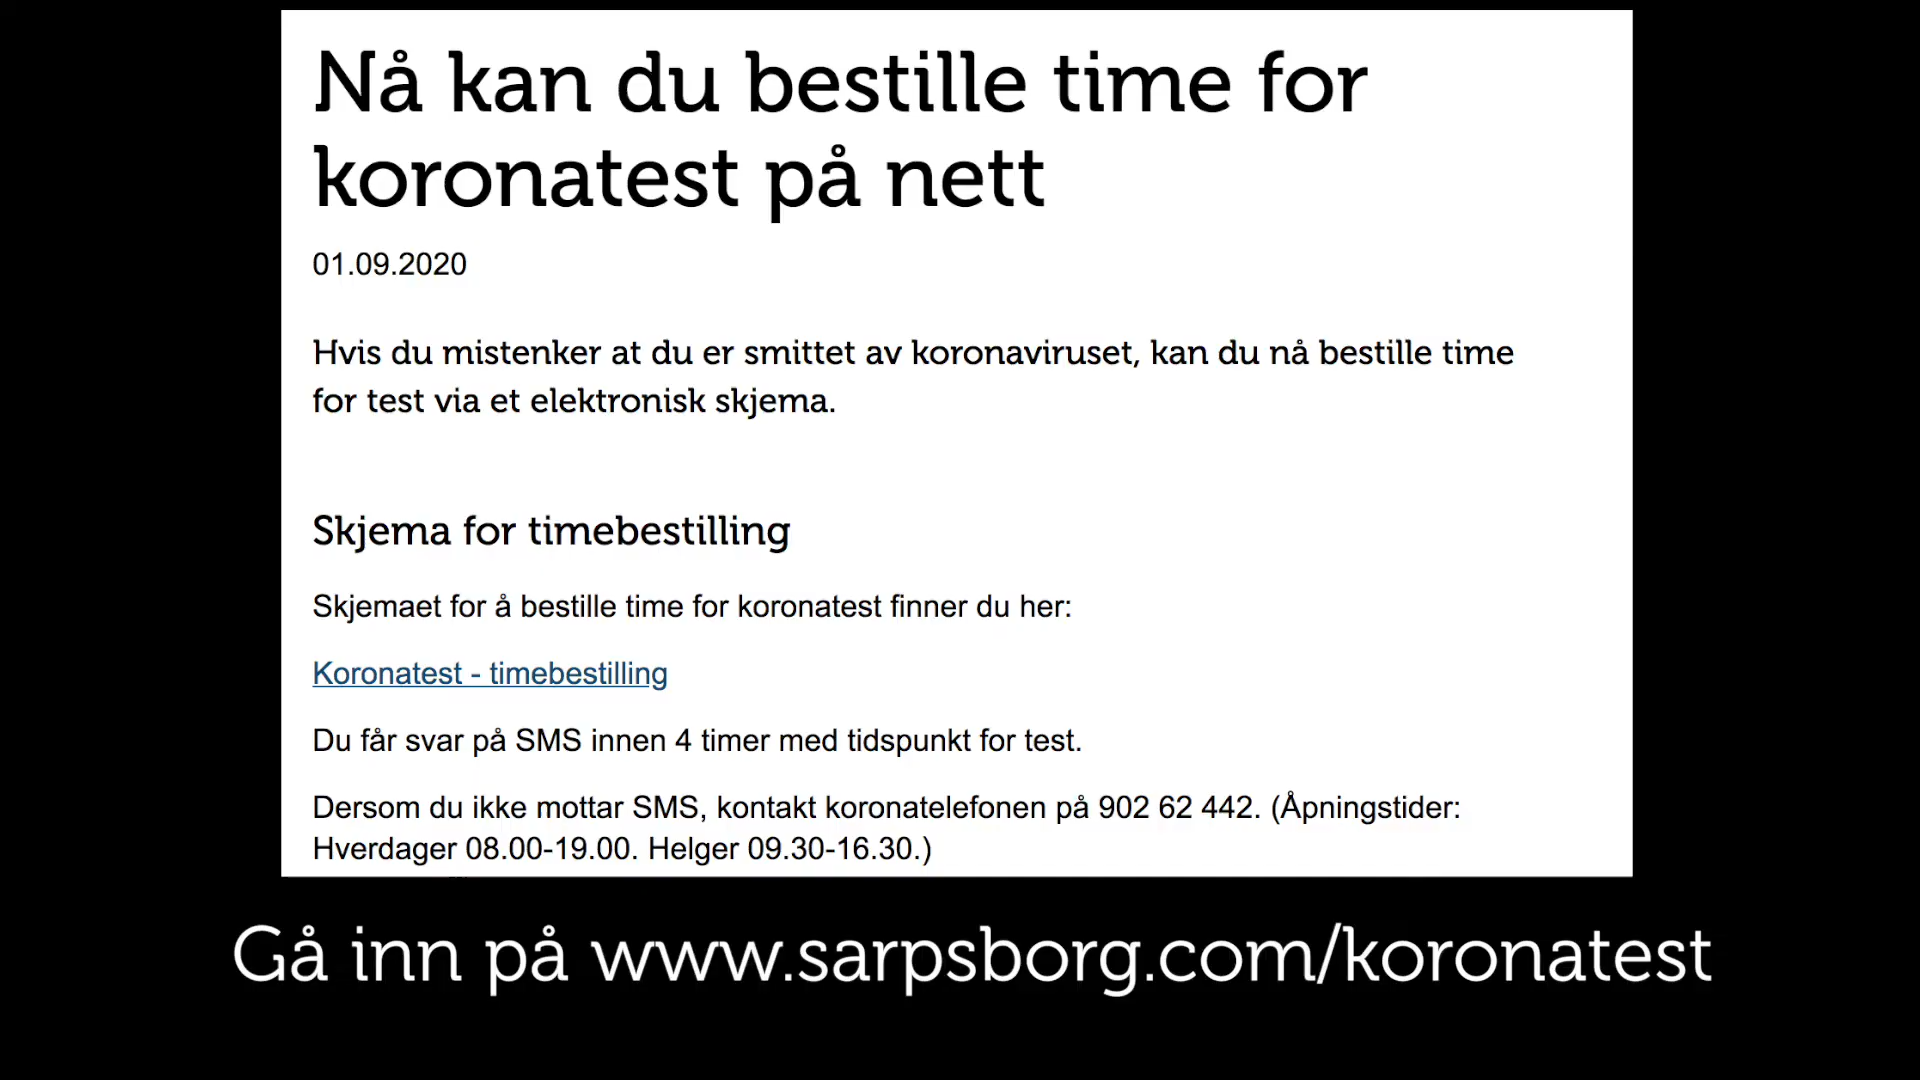 Nå kan du bestille time for
koronatest på nett
01.09.2020
Hvis du mistenker at du er smittet av koronaviruset, kan du nå bestille time
for test via et elektronisk skjema.
Skjema for timebestilling
Skjemaet for å bestille time for koronatest finner du her:
Koronatest - timebestilling
Du får svar på SMS innen 4 timer med tidspunkt for test.
Dersom du ikke mottar SMS, kontakt koronatelefonen på 902 62 442. (Åpningstider:
Hverdager 08.00-19.00. Helger 09.30-16.30.)
Gå inn på www.sarpsborg.com/koronatest